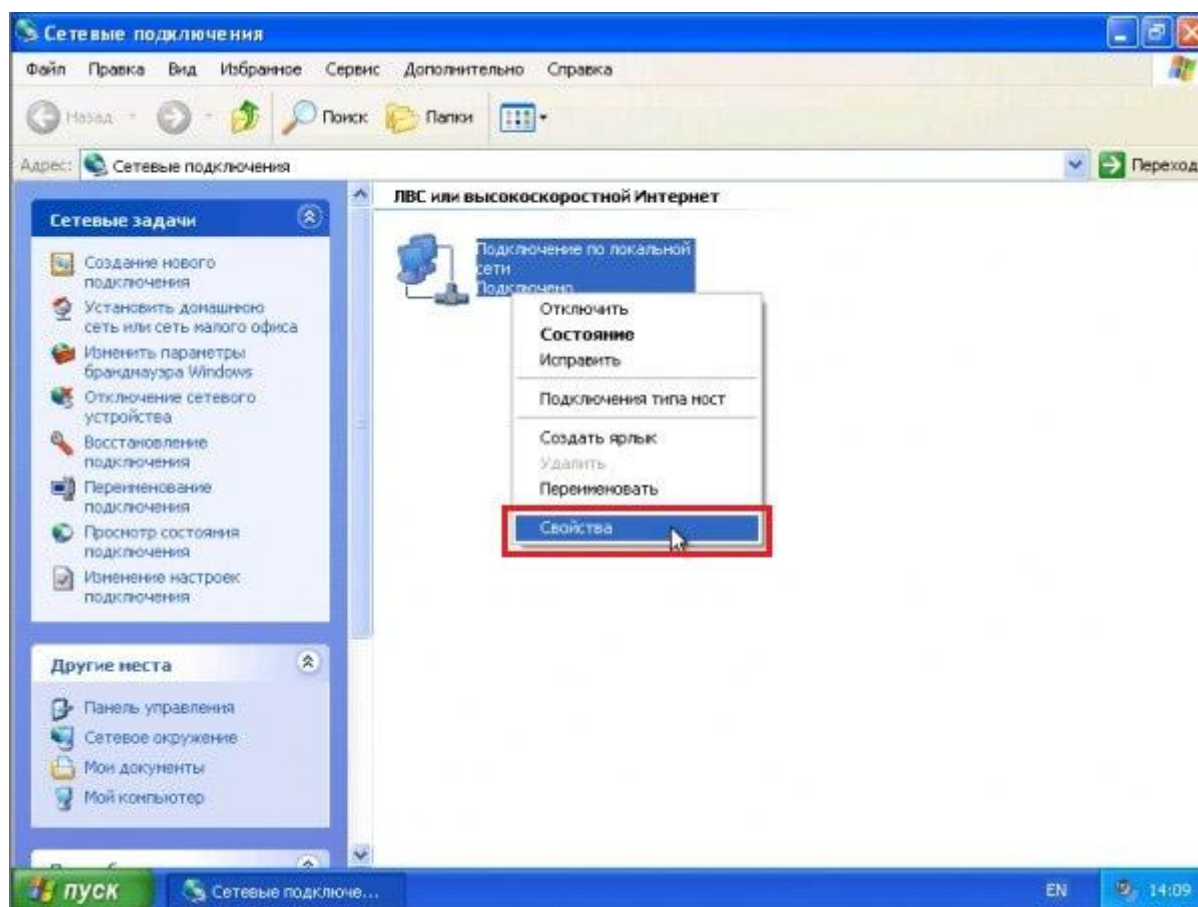 Сетевые подключения
Файл Правка Вид Избранное Сервис Дополнительно Справка
Назад Поиск Папки
Адрес: Сетевые подключения Переход
Сетевые задачи
Создание нового
подключения
Установить домашнюю
сеть или сеть малого офиса
Изменить параметры
брандмауэра Windows
Отключение сетевого
устройства
Восстановление
подключения
Переименование
подключения
Просмотр состояния
подключения
Изменение настроек
подключения
Другие места
Панель управления
Сетевое окружение
Мои документы
Мой компьютер
ЛВС или высокоскоростной Интернет
Подключение по локальной
сети
Подключено
Отключить
Состояние
Исправить
Подключения типа мост
Создать ярлык
Удалить
Переименовать
Свойства
пуск Сетевые подключе... EN 14:09